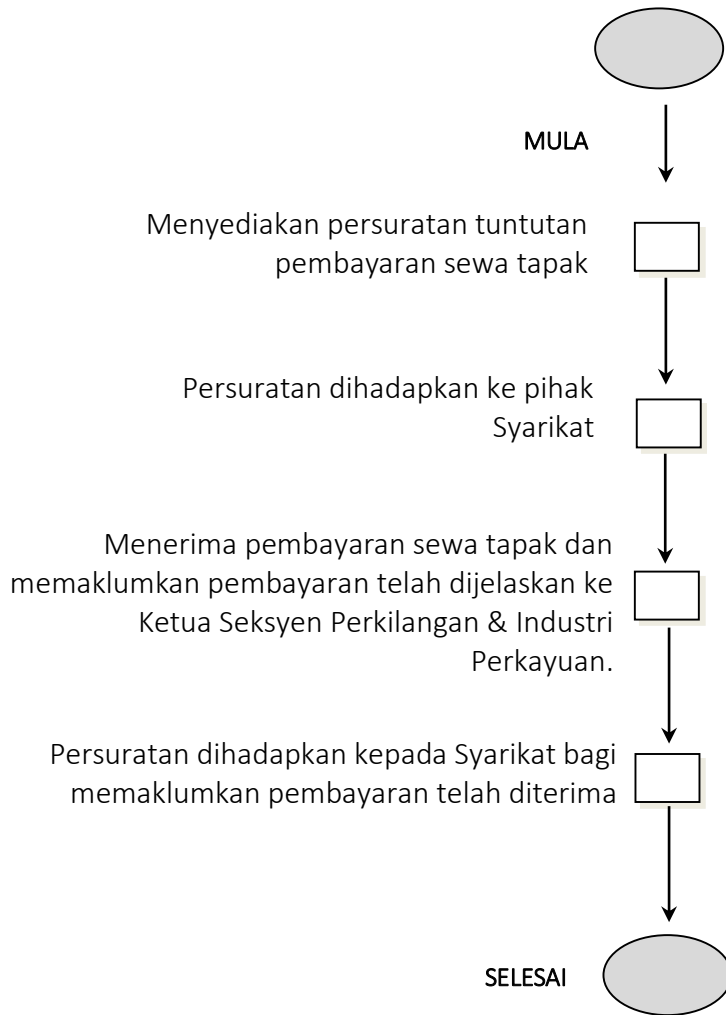 MULA
Menyediakan persuratan tuntutan
pembayaran sewa tapak
Persuratan dihadapkan ke pihak
Syarikat
Menerima pembayaran sewa tapak dan
memaklumkan pembayaran telah dijelaskan ke
Ketua Seksyen Perkilangan & Industri
Perkayuan.
Persuratan dihadapkan kepada Syarikat bagi
memaklumkan pembayaran telah diterima
SELESAI